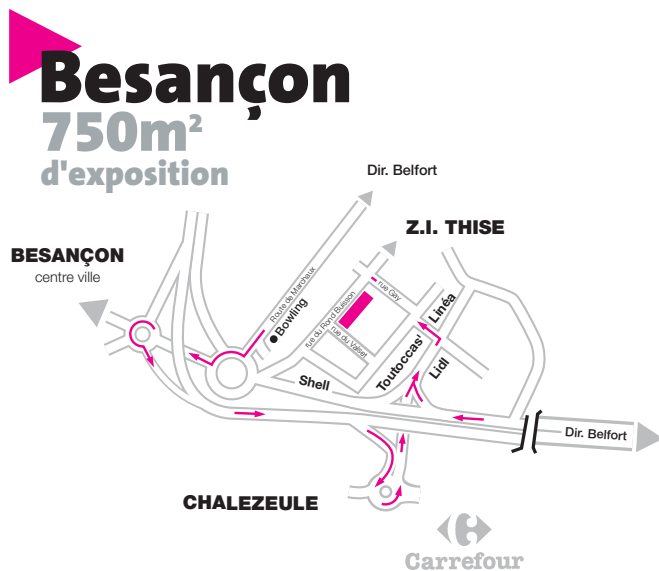 Besançon
750m²
d'exposition
Dir. Belfort
Z.I. THISE
BESANÇON
centre ville
Route de Marchaux
Bowling
rue du Rond Buisson
rue du Valset
rue Gay
Linéa
Toutoccas'
Lidl
Shell
Dir. Belfort
CHALEZEULE
Carrefour